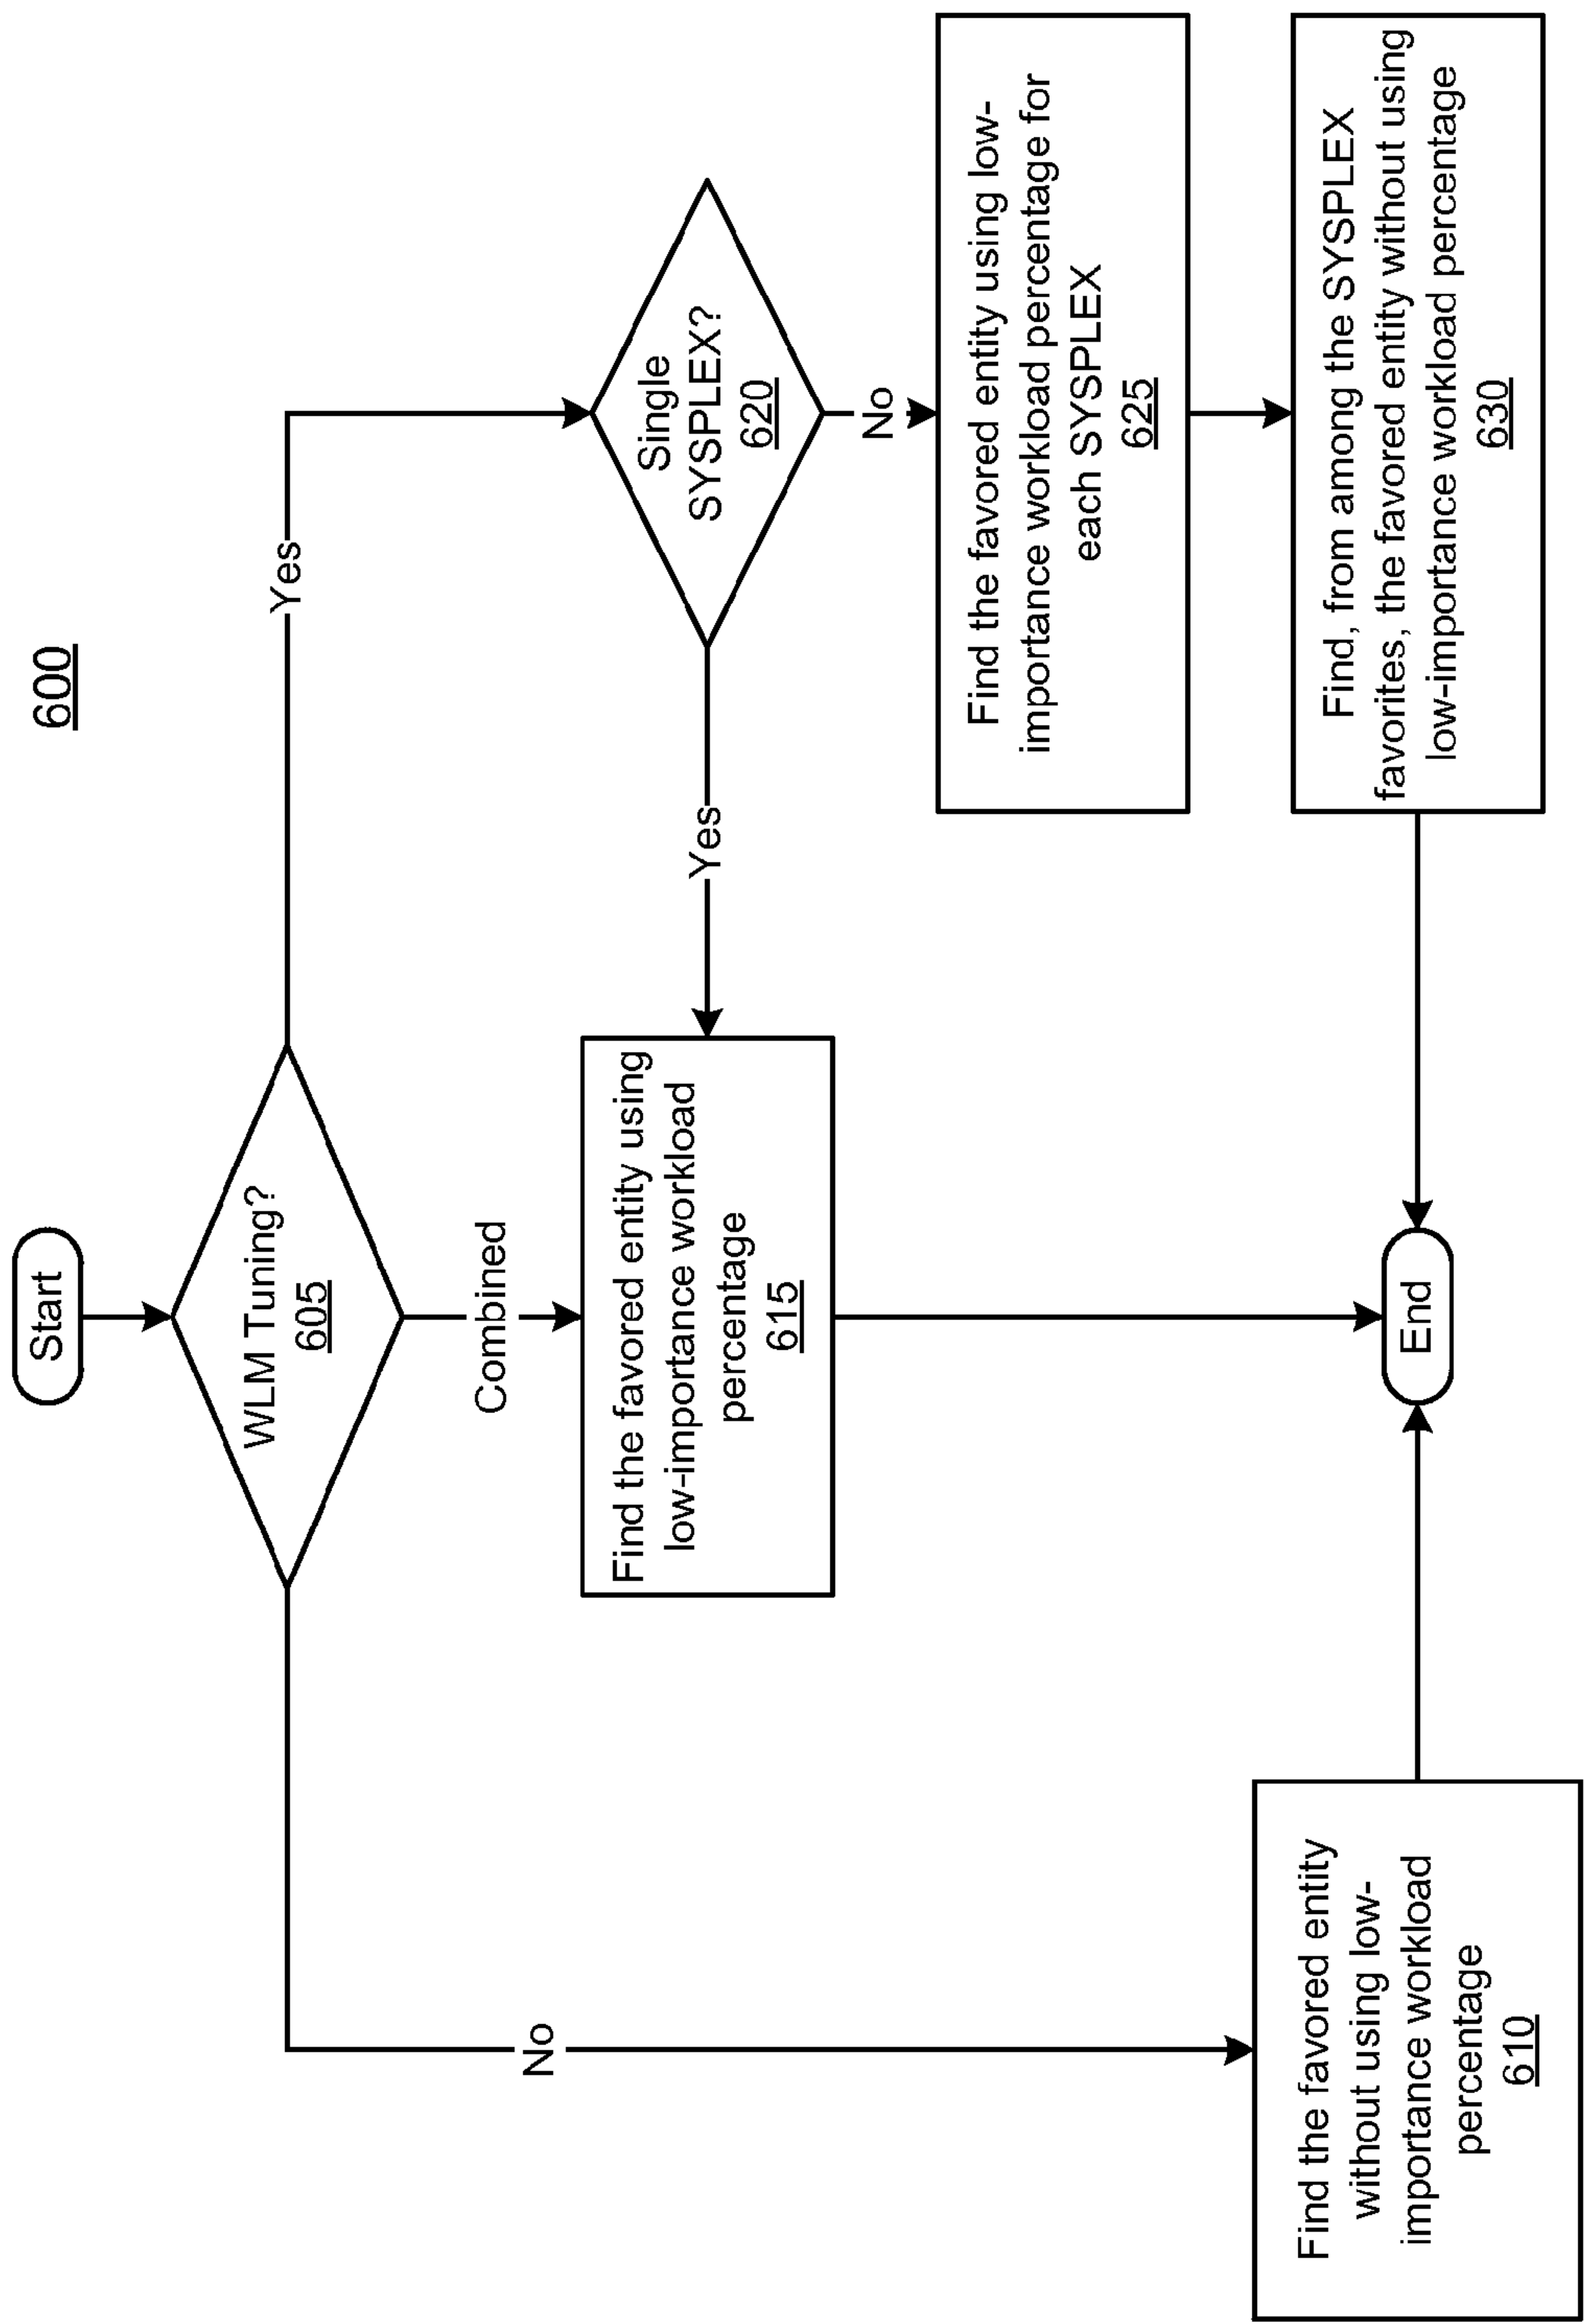 600
Start
WLM Tuning?
605
Yes
No
Combined
Single
SYSPLEX?
620
Yes
No
Find the favored entity using
low-importance workload
percentage
615
Find the favored entity using low-
importance workload percentage for
each SYSPLEX
625
Find the favored entity
without using low-
importance workload
percentage
610
End
Find, from among the SYSPLEX
favorites, the favored entity without using
low-importance workload percentage
630